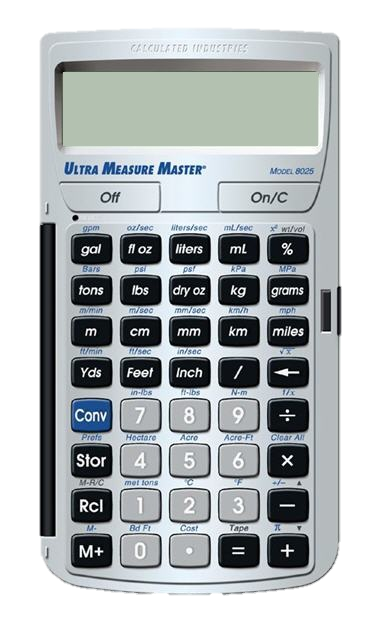 CALCULATED INDUSTRIES
ULTRA MEASURE MASTER® MODEL 8025
Off On/C
gpm oz/sec liters/sec mL/sec x² wt/vol
gal fl oz liters mL %
Bars psi psf kPa MPa
tons lbs dry oz kg grams
m/min m/sec mm/sec km/h mph
m cm mm km miles
ft/min ft/sec in/sec √x
Yds Feet Inch / ←
in-lbs ft-lbs N-m 1/x
Conv 7 8 9 ÷
Prefs Hectare Acre Acre-Ft Clear All
Stor 4 5 6 ×
M-R/C met tons °C °F +/− ▲
Rcl 1 2 3 −
M- Bd Ft Cost Tape π ▼
M+ 0 • = +